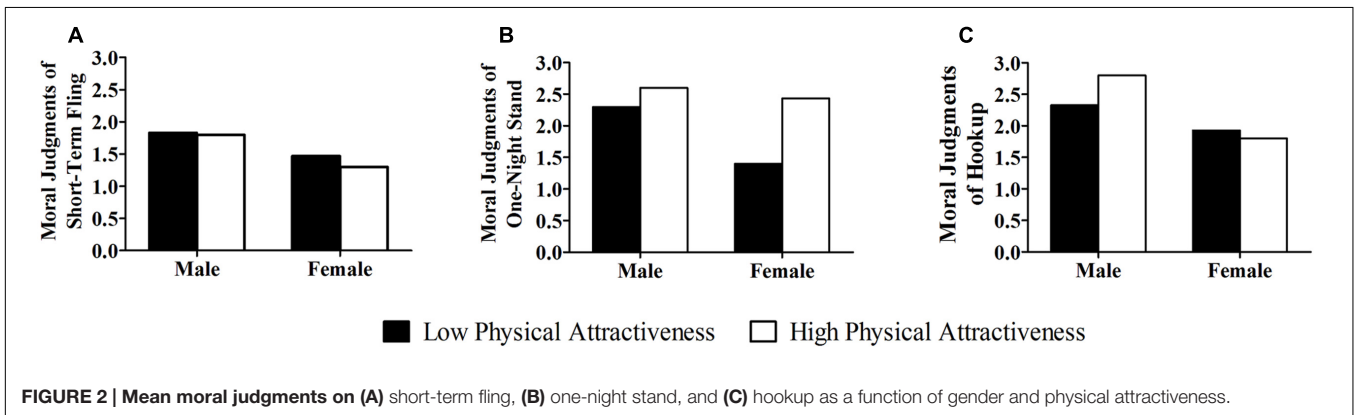 A
Moral Judgments of
Short-Term Fling
3.0
2.5
2.0
1.5
1.0
0.5
0.0
Male Female
B
Moral Judgments of
One-Night Stand
3.0
2.5
2.0
1.5
1.0
0.5
0.0
Male Female
C
Moral Judgments
of Hookup
3.0
2.5
2.0
1.5
1.0
0.5
0.0
Male Female
Low Physical Attractiveness High Physical Attractiveness
FIGURE 2 | Mean moral judgments on (A) short-term fling, (B) one-night stand, and (C) hookup as a function of gender and physical attractiveness.